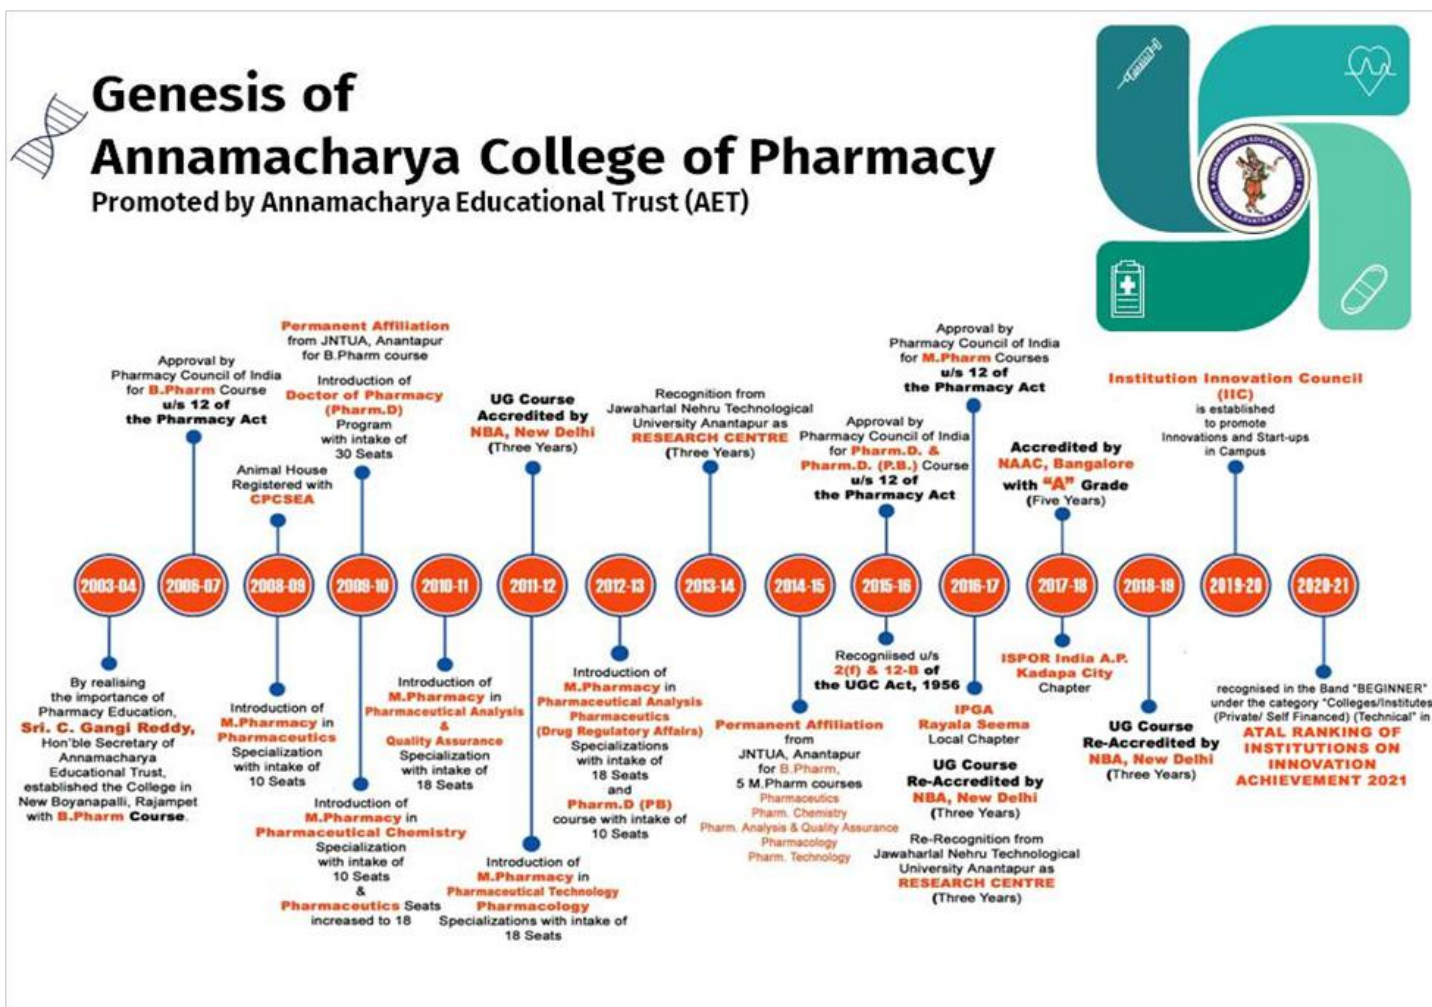 Genesis of
Annamacharya College of Pharmacy
Promoted by Annamacharya Educational Trust (AET)
ANNAMACHARYA EDUCATIONAL TRUST
VIDWAN SARVATRA PUJYATHE
2003-04
By realising
the importance of
Pharmacy Education,
Sri. C. Gangi Reddy,
Hon'ble Secretary of
Annamacharya
Educational Trust,
established the College in
New Boyanapalli, Rajampet
with B.Pharm Course.
Approval by
Pharmacy Council of India
for B.Pharm Course
u/s 12 of
the Pharmacy Act
2006-07
Animal House
Registered with
CPCSEA
2008-09
Introduction of
M.Pharmacy in
Pharmaceutics
Specialization
with intake of
10 Seats
Permanent Affiliation
from JNTUA, Anantapur
for B.Pharm course
Introduction of
Doctor of Pharmacy
(Pharm.D)
Program
with intake of
30 Seats
2009-10
Introduction of
M.Pharmacy in
Pharmaceutical Chemistry
Specialization
with intake of
10 Seats
&
Pharmaceutics Seats
increased to 18
2010-11
Introduction of
M.Pharmacy in
Pharmaceutical Analysis
&
Quality Assurance
Specialization
with intake of
18 Seats
UG Course
Accredited by
NBA, New Delhi
(Three Years)
2011-12
Introduction of
M.Pharmacy in
Pharmaceutical Technology
Pharmacology
Specializations with intake of
18 Seats
2012-13
Introduction of
M.Pharmacy in
Pharmaceutical Analysis
Pharmaceutics
(Drug Regulatory Affairs)
Specializations
with intake of
18 Seats
and
Pharm.D (PB)
course with intake of
10 Seats
Recognition from
Jawaharlal Nehru Technological
University Anantapur as
RESEARCH CENTRE
(Three Years)
2013-14
2014-15
Permanent Affiliation
from
JNTUA, Anantapur
for B.Pharm,
5 M.Pharm courses
Pharmaceutics
Pharm. Chemistry
Pharm. Analysis & Quality Assurance
Pharmacology
Pharm. Technology
Approval by
Pharmacy Council of India
for Pharm.D. &
Pharm.D. (P.B.) Course
u/s 12 of
the Pharmacy Act
2015-16
Recogniised u/s
2(f) & 12-B of
the UGC Act, 1956
Approval by
Pharmacy Council of India
for M.Pharm Courses
u/s 12 of
the Pharmacy Act
2016-17
IPGA
Rayala Seema
Local Chapter
UG Course
Re-Accredited by
NBA, New Delhi
(Three Years)
Re-Recognition from
Jawaharlal Nehru Technological
University Anantapur as
RESEARCH CENTRE
(Three Years)
Accredited by
NAAC, Bangalore
with "A" Grade
(Five Years)
2017-18
ISPOR India A.P.
Kadapa City
Chapter
2018-19
UG Course
Re-Accredited by
NBA, New Delhi
(Three Years)
Institution Innovation Council
(IIC)
is established
to promote
Innovations and Start-ups
in Campus
2019-20
2020-21
recognised in the Band "BEGINNER"
under the category "Colleges/Institutes
(Private/ Self Financed) (Technical" in
ATAL RANKING OF
INSTITUTIONS ON
INNOVATION
ACHIEVEMENT 2021